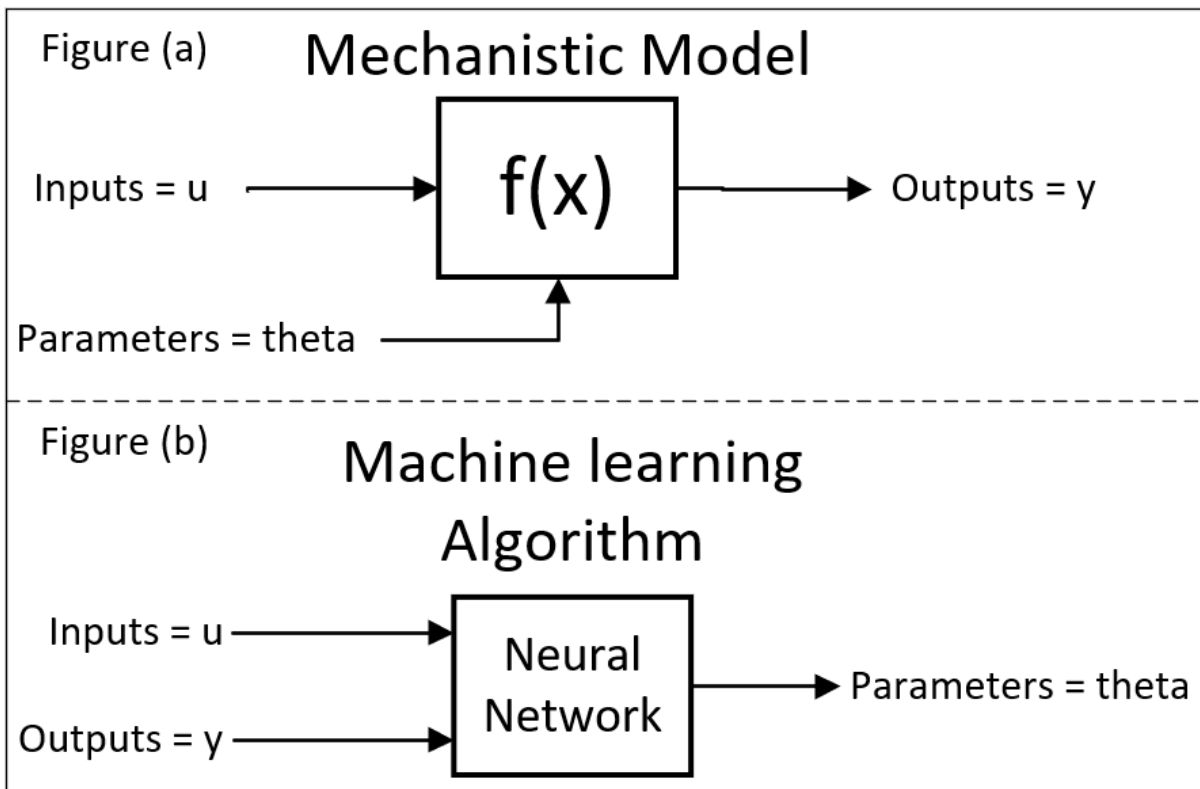 Figure (a)
Mechanistic Model
Inputs = u
f(x)
Outputs = y
Parameters = theta
Figure (b)
Machine learning
Algorithm
Inputs = u
Neural
Network
Parameters = theta
Outputs = y